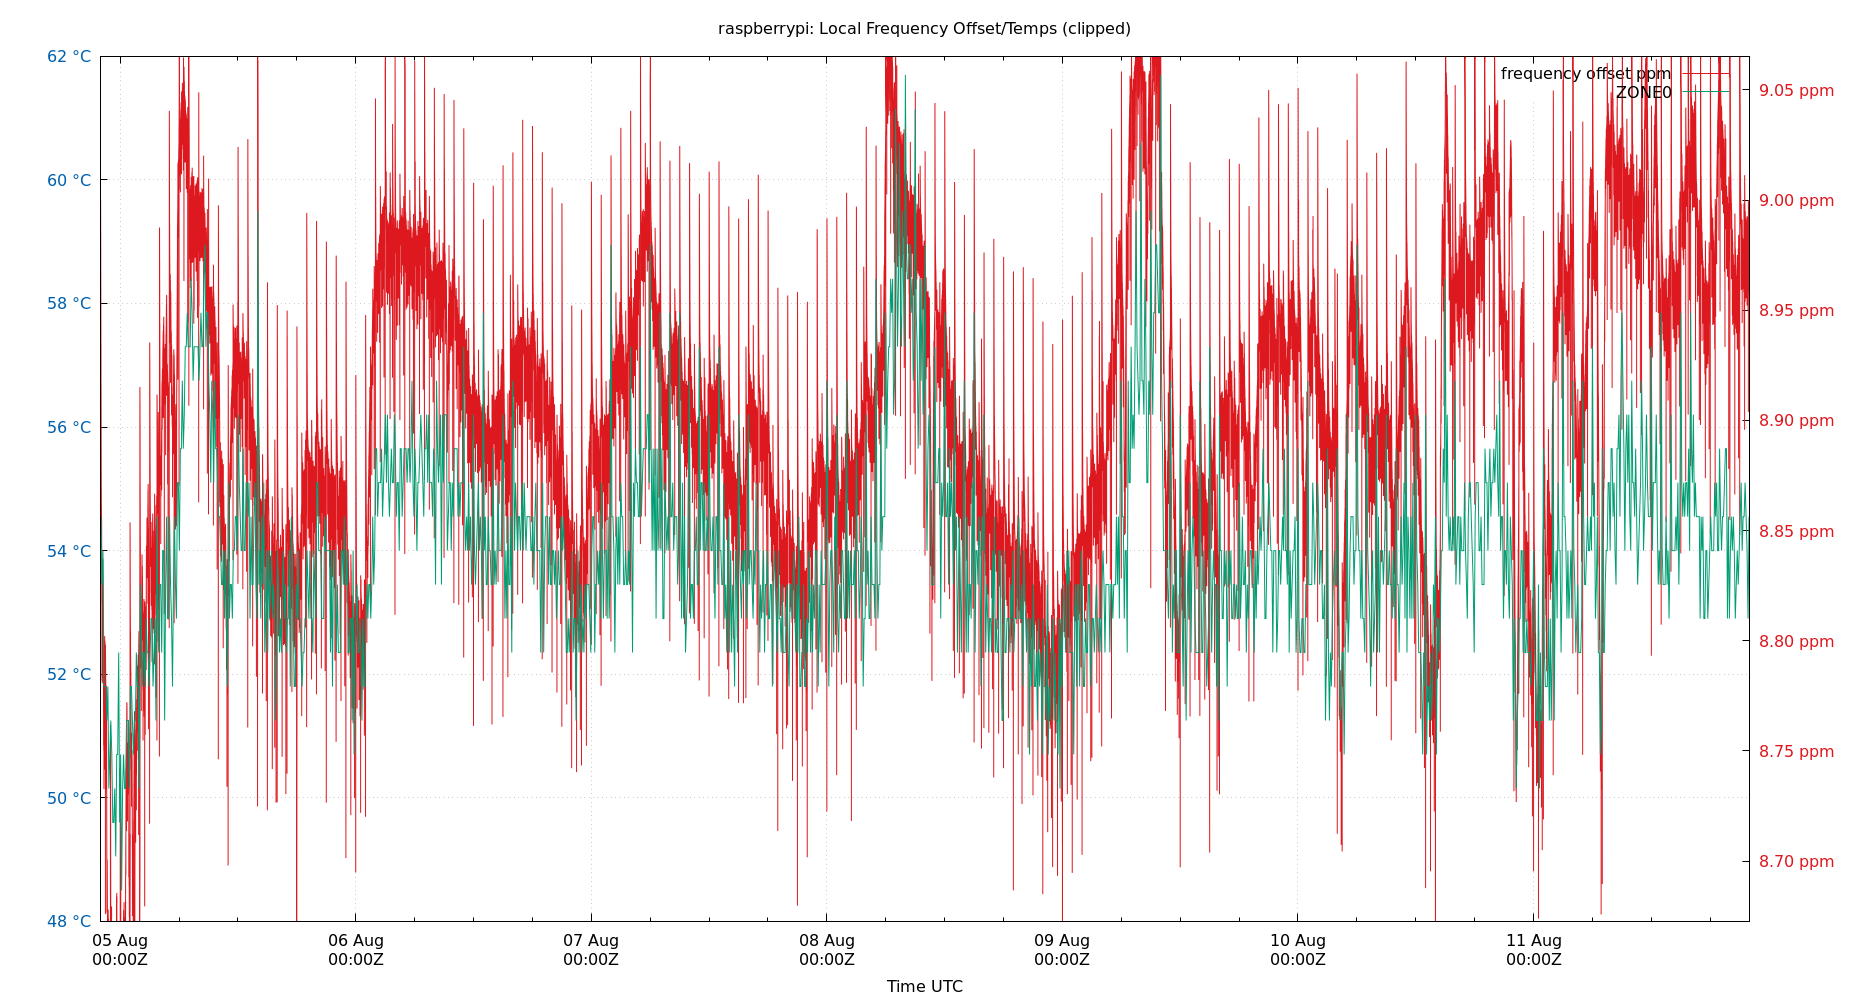 raspberrypi: Local Frequency Offset/Temps (clipped)
62 °C
60 °C
58 °C
56 °C
54 °C
52 °C
50 °C
48 °C
frequency offset ppm
ZONE0
9.05 ppm
9.00 ppm
8.95 ppm
8.90 ppm
8.85 ppm
8.80 ppm
8.75 ppm
8.70 ppm
05 Aug 06 Aug 07 Aug 08 Aug 09 Aug 10 Aug 11 Aug
00:00Z 00:00Z 00:00Z 00:00Z 00:00Z 00:00Z 00:00Z
Time UTC